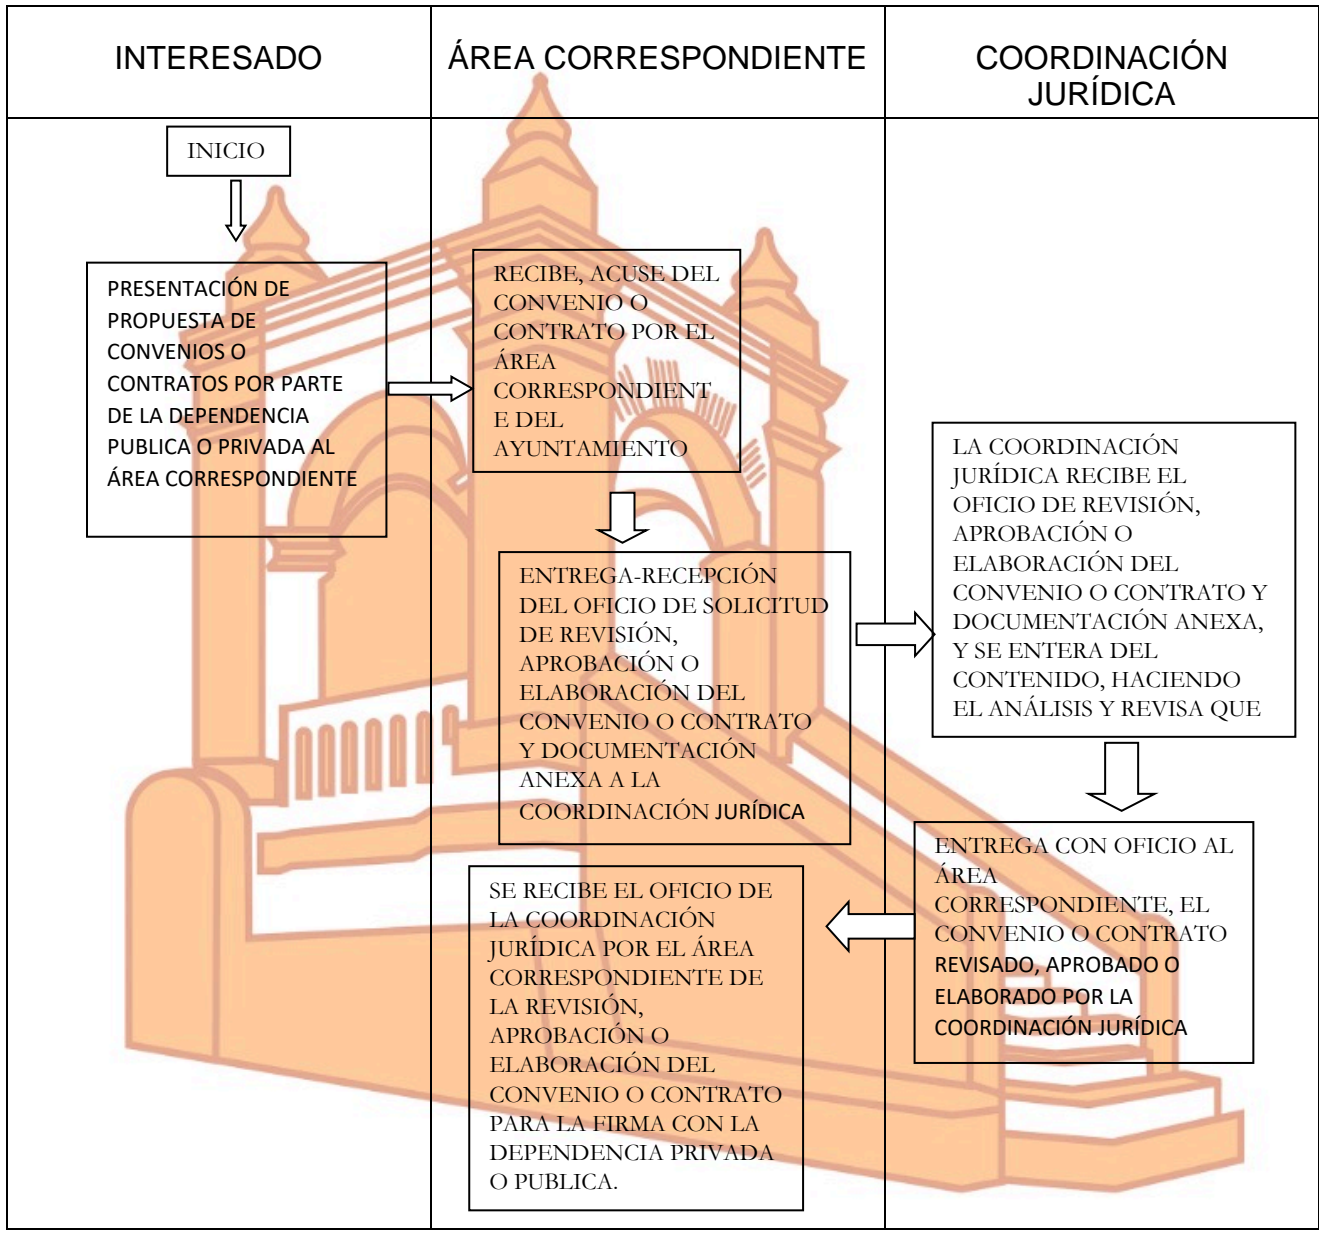 INTERESADO
ÁREA CORRESPONDIENTE
COORDINACIÓN
JURÍDICA
INICIO
PRESENTACIÓN DE
PROPUESTA DE
CONVENIOS O
CONTRATOS POR PARTE
DE LA DEPENDENCIA
PUBLICA O PRIVADA AL
ÁREA CORRESPONDIENTE
RECIBE, ACUSE DEL
CONVENIO O
CONTRATO POR EL
ÁREA
CORRESPONDIENT
E DEL
AYUNTAMIENTO
ENTREGA-RECEPCIÓN
DEL OFICIO DE SOLICITUD
DE REVISIÓN,
APROBACIÓN O
ELABORACIÓN DEL
CONVENIO O CONTRATO
Y DOCUMENTACIÓN
ANEXA A LA
COORDINACIÓN JURÍDICA
LA COORDINACIÓN
JURÍDICA RECIBE EL
OFICIO DE REVISIÓN,
APROBACIÓN O
ELABORACIÓN DEL
CONVENIO O CONTRATO Y
DOCUMENTACIÓN ANEXA,
Y SE ENTERA DEL
CONTENIDO, HACIENDO
EL ANÁLISIS Y REVISA QUE
ENTREGA CON OFICIO AL
ÁREA
CORRESPONDIENTE, EL
CONVENIO O CONTRATO
REVISADO, APROBADO O
ELABORADO POR LA
COORDINACIÓN JURÍDICA
SE RECIBE EL OFICIO DE
LA COORDINACIÓN
JURÍDICA POR EL ÁREA
CORRESPONDIENTE DE
LA REVISIÓN,
APROBACIÓN O
ELABORACIÓN DEL
CONVENIO O CONTRATO
PARA LA FIRMA CON LA
DEPENDENCIA PRIVADA
O PUBLICA.